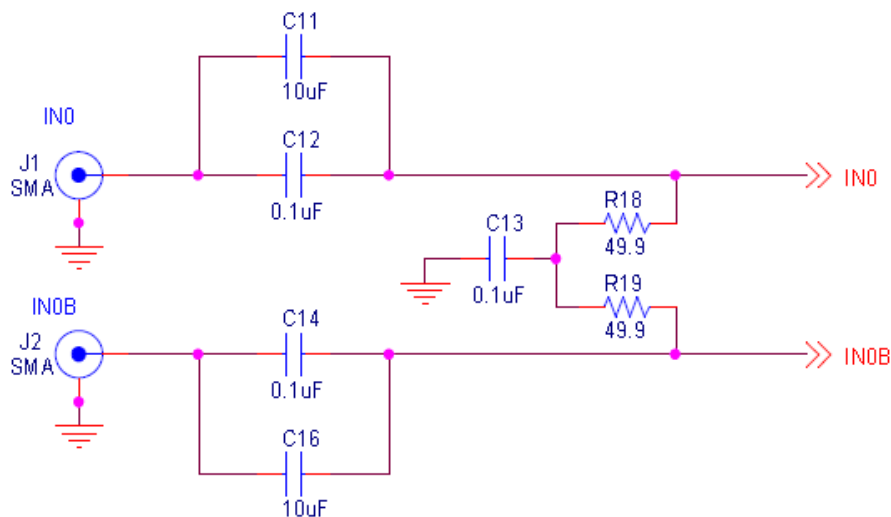 C11
10uF
IN0
J1
SMA
C12
0.1uF
IN0
R18
49.9
C13
0.1uF
R19
49.9
IN0B
J2
SMA
C14
0.1uF
IN0B
C16
10uF